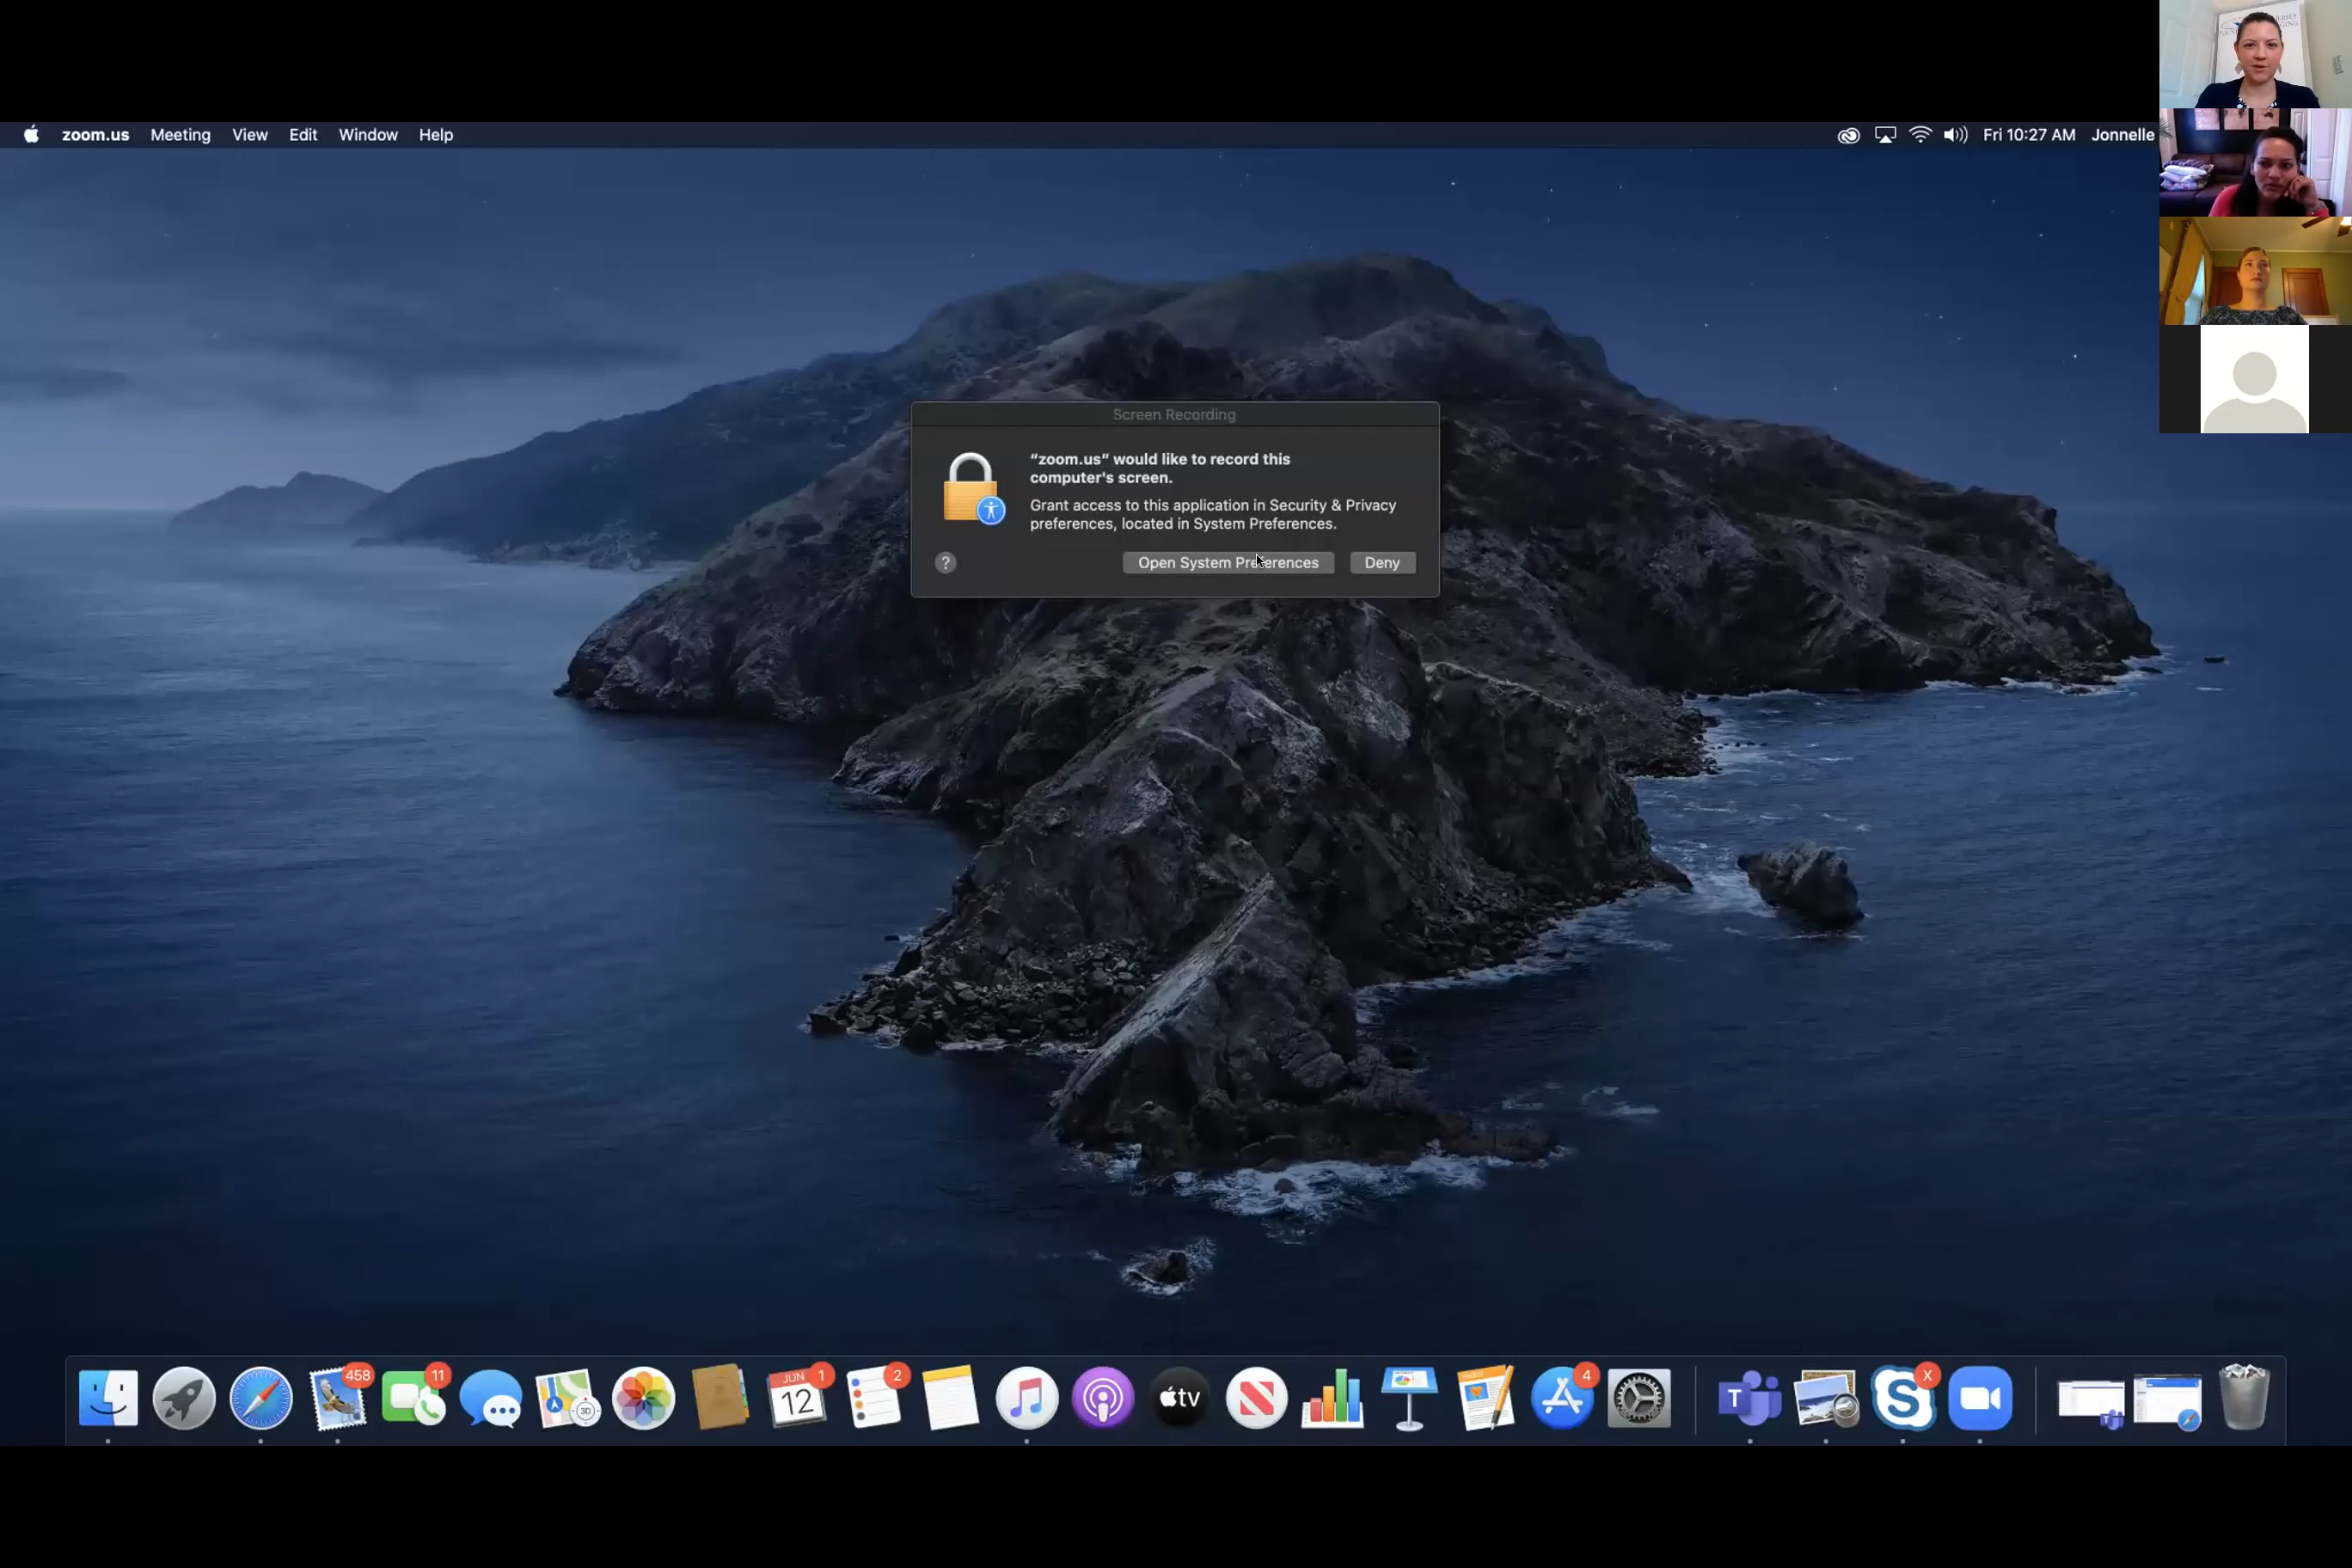 zoom.us Meeting View Edit Window Help
Fri 10:27 AM Jonnelle
Screen Recording
“zoom.us” would like to record this
computer's screen.
Grant access to this application in Security & Privacy
preferences, located in System Preferences.
? Open System Preferences Deny
458
11
JUN
12
1
2
3D
tv
PAGES
4
T
S
X